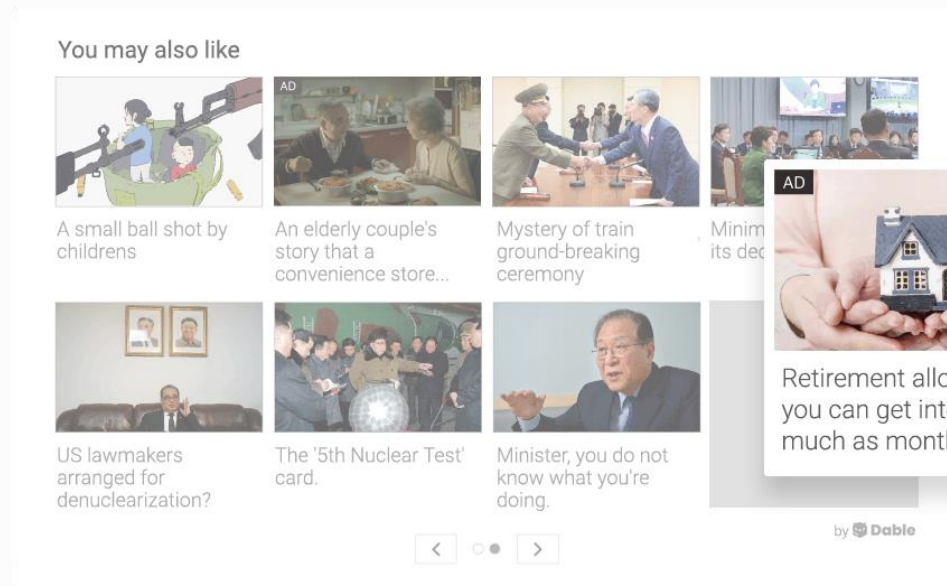 You may also like
AD
A small ball shot by
childrens
An elderly couple's
story that a
convenience store...
Mystery of train
ground-breaking
ceremony
Minim
its dec
AD
Retirement allo
you can get int
much as month
US lawmakers
arranged for
denuclearization?
The '5th Nuclear Test'
card.
Minister, you do not
know what you're
doing.
by Dable